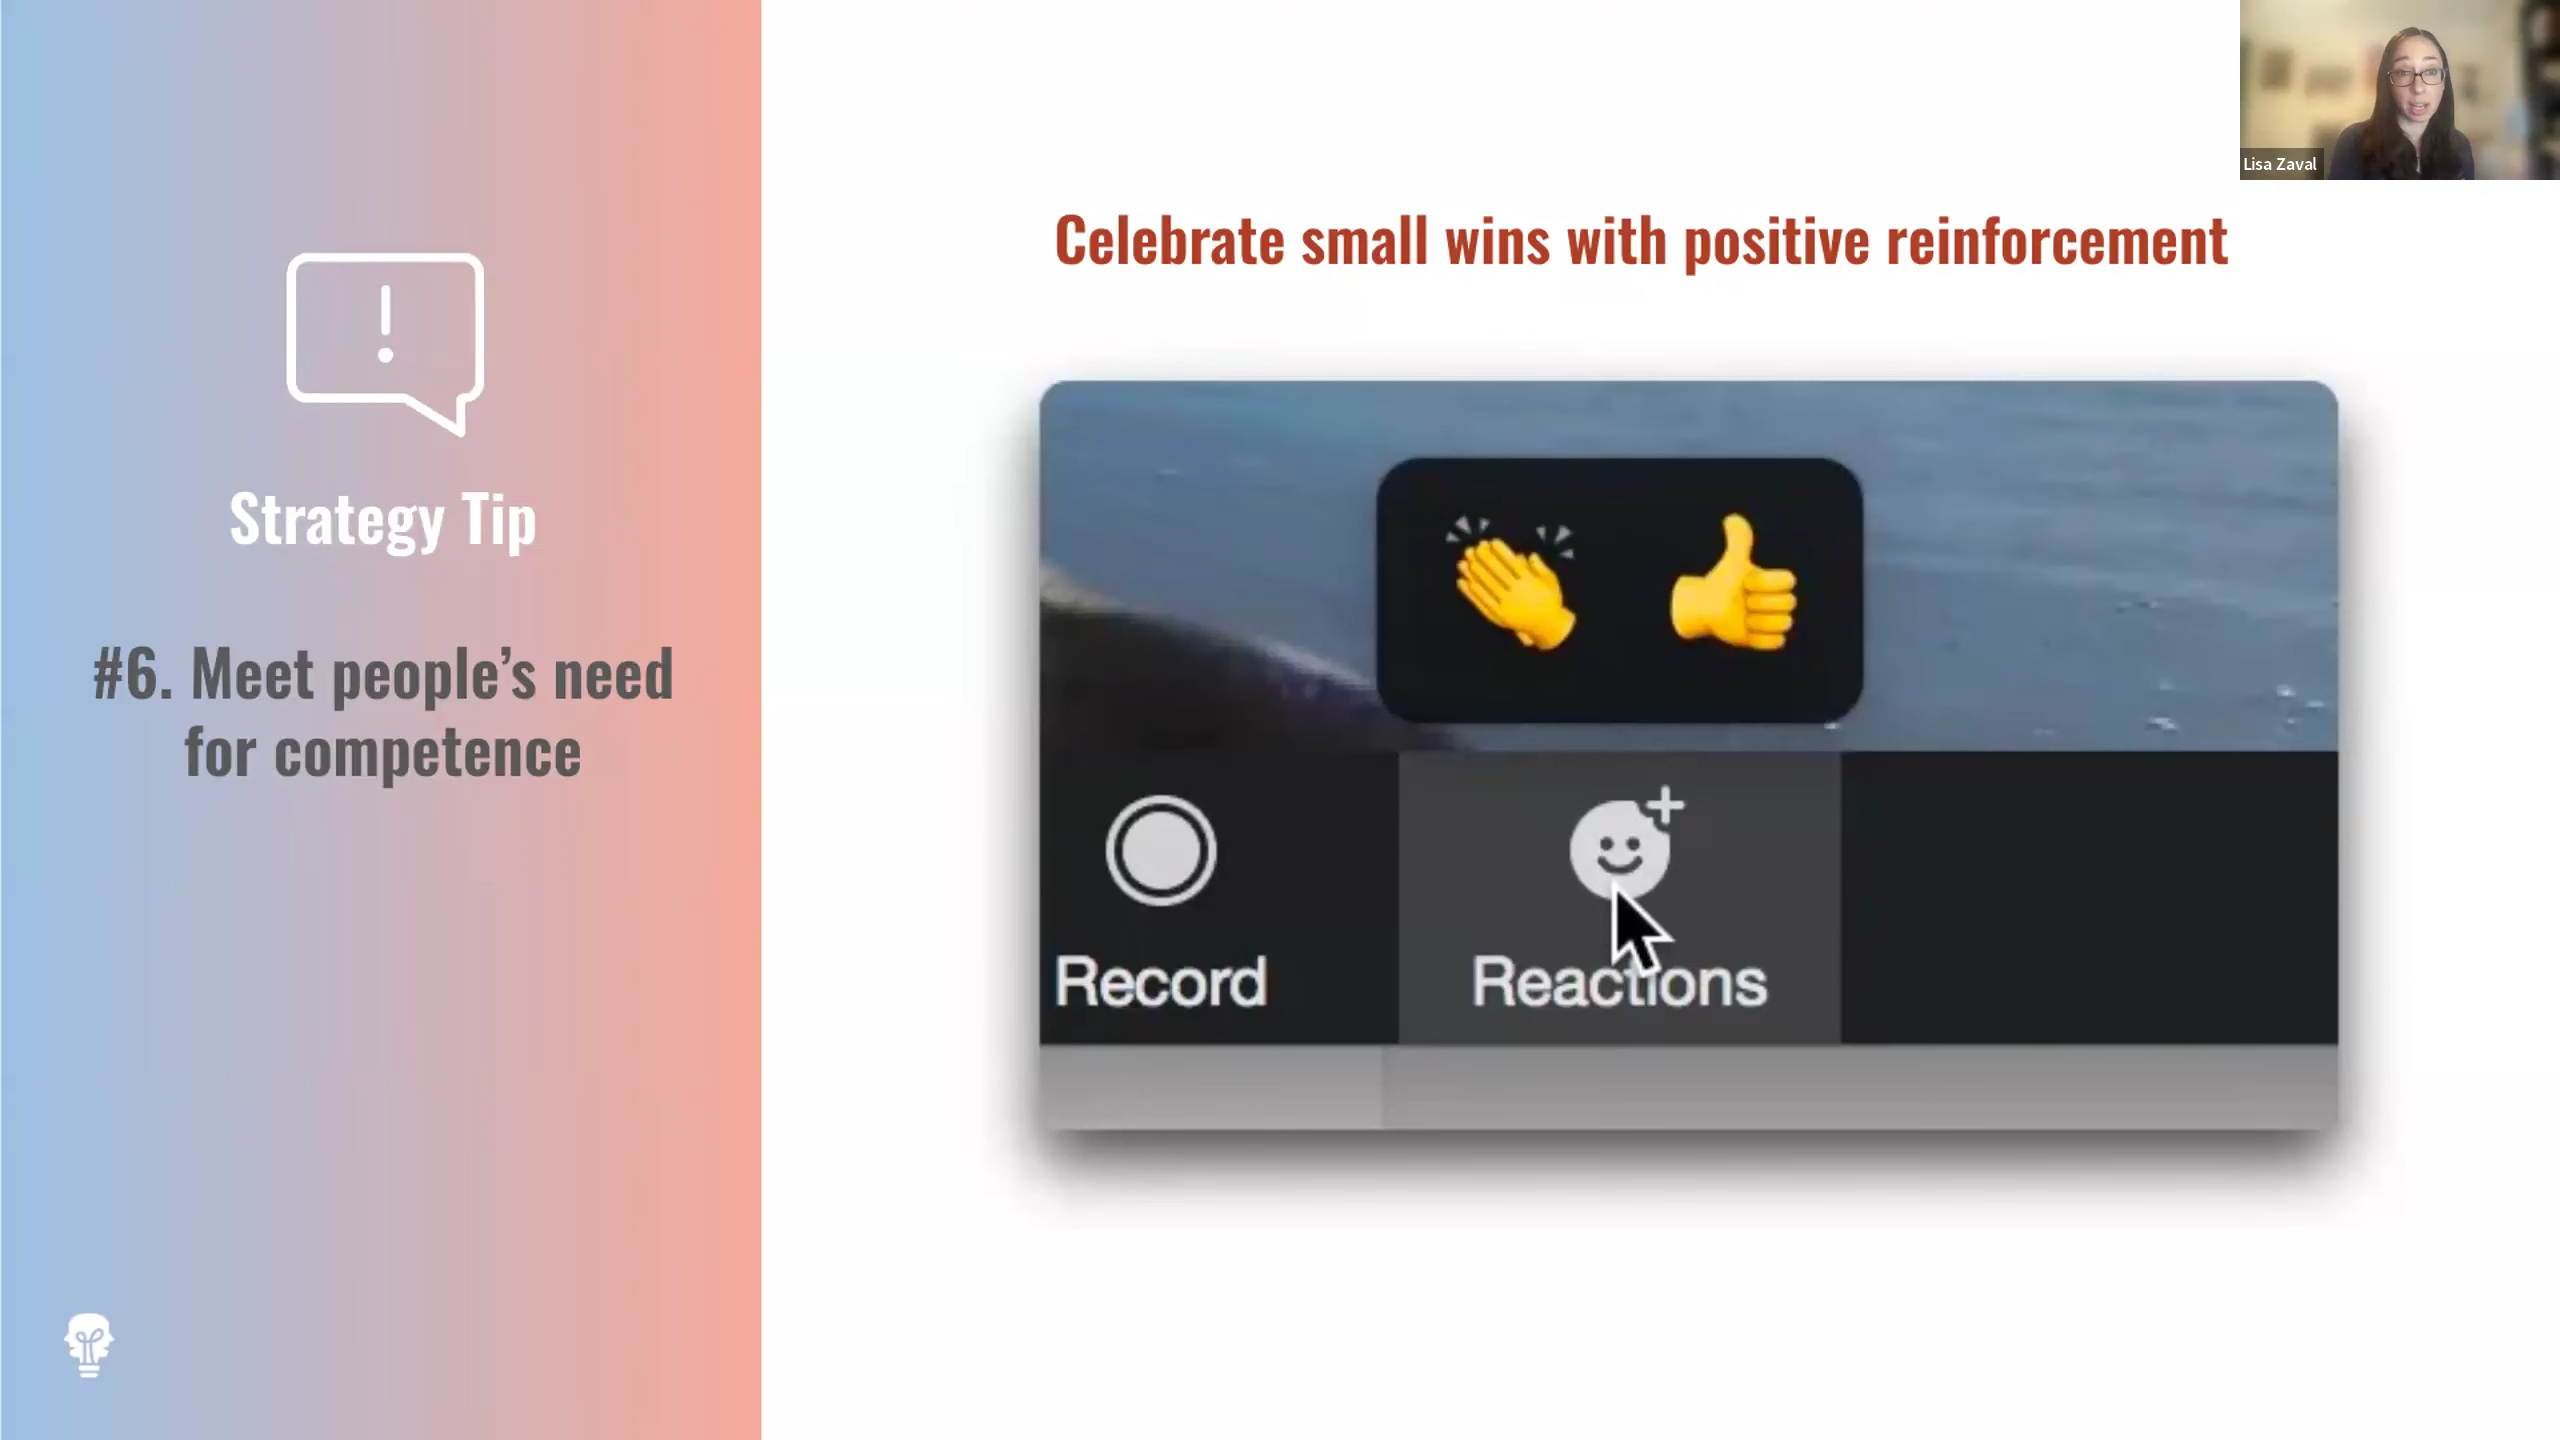 Lisa Zaval
Strategy Tip
#6. Meet people’s need
for competence
Celebrate small wins with positive reinforcement
Record
Reactions